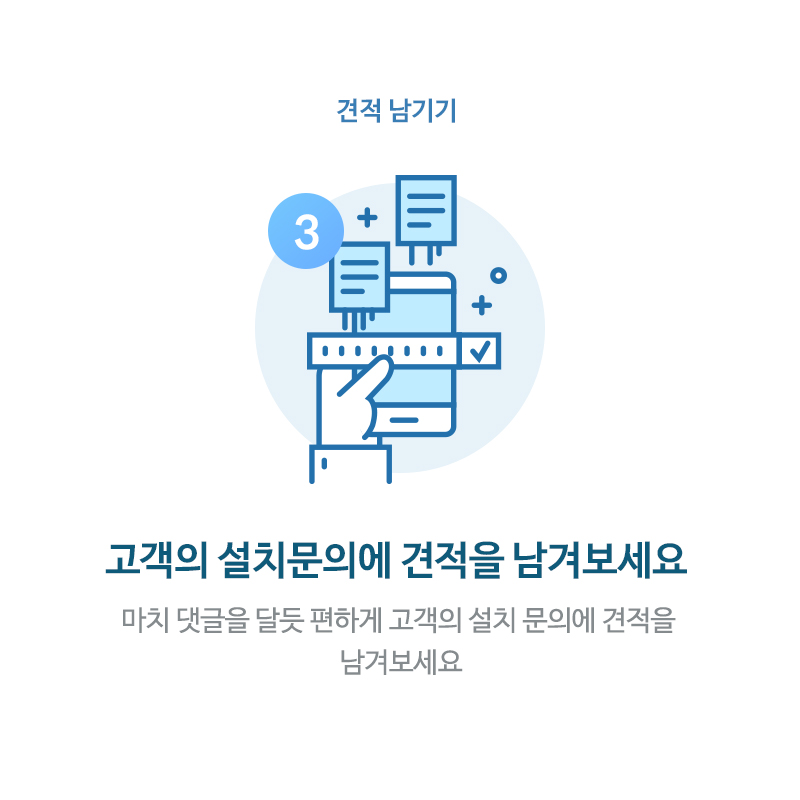 견적 남기기
3
고객의 설치문의에 견적을 남겨보세요
마치 댓글을 달듯 편하게 고객의 설치 문의에 견적을
남겨보세요